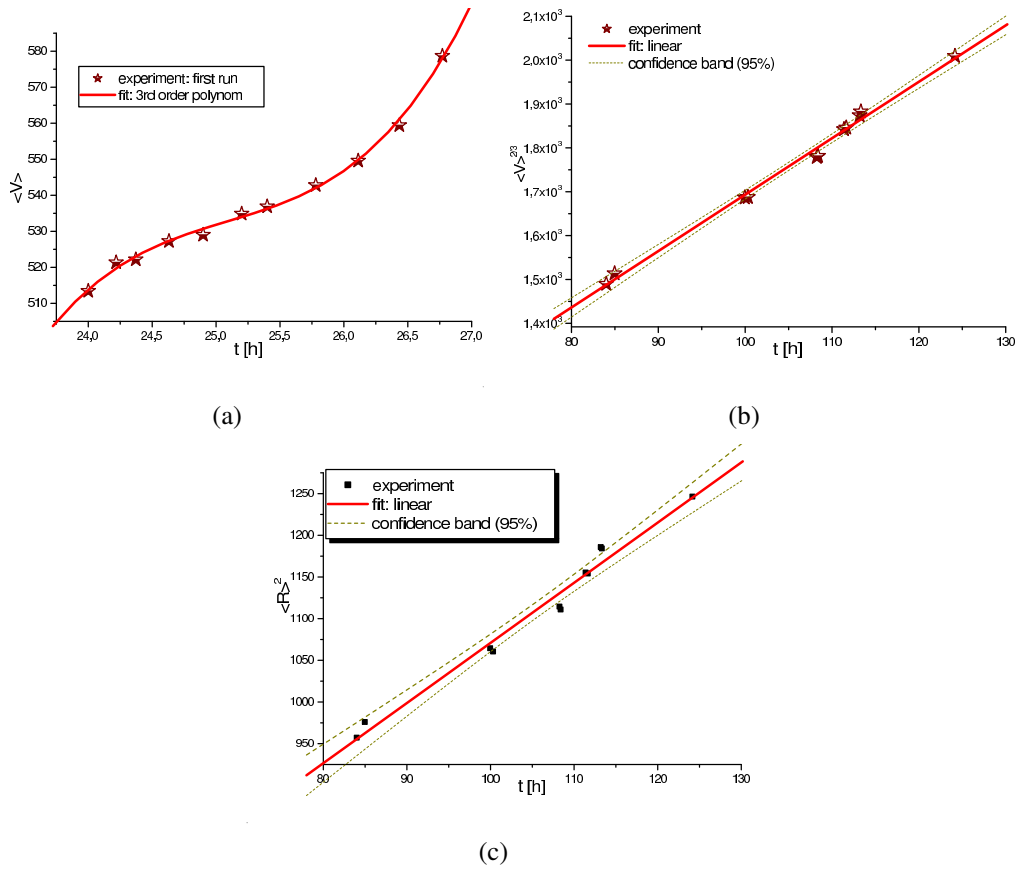 580
570
560
550
540
530
520
510
<V>
experiment: first run
fit: 3rd order polynom
24,0 24,5 25,0 25,5 26,0 26,5 27,0
t [h]
(a)
2,1x10³
2,0x10³
1,9x10³
1,8x10³
1,7x10³
1,6x10³
1,5x10³
1,4x10³
<V>^2/3
experiment
fit: linear
confidence band (95%)
80 90 100 110 120 130
t [h]
(b)
1250
1200
1150
1100
1050
1000
950
<R>²
experiment
fit: linear
confidence band (95%)
80 90 100 110 120 130
t [h]
(c)